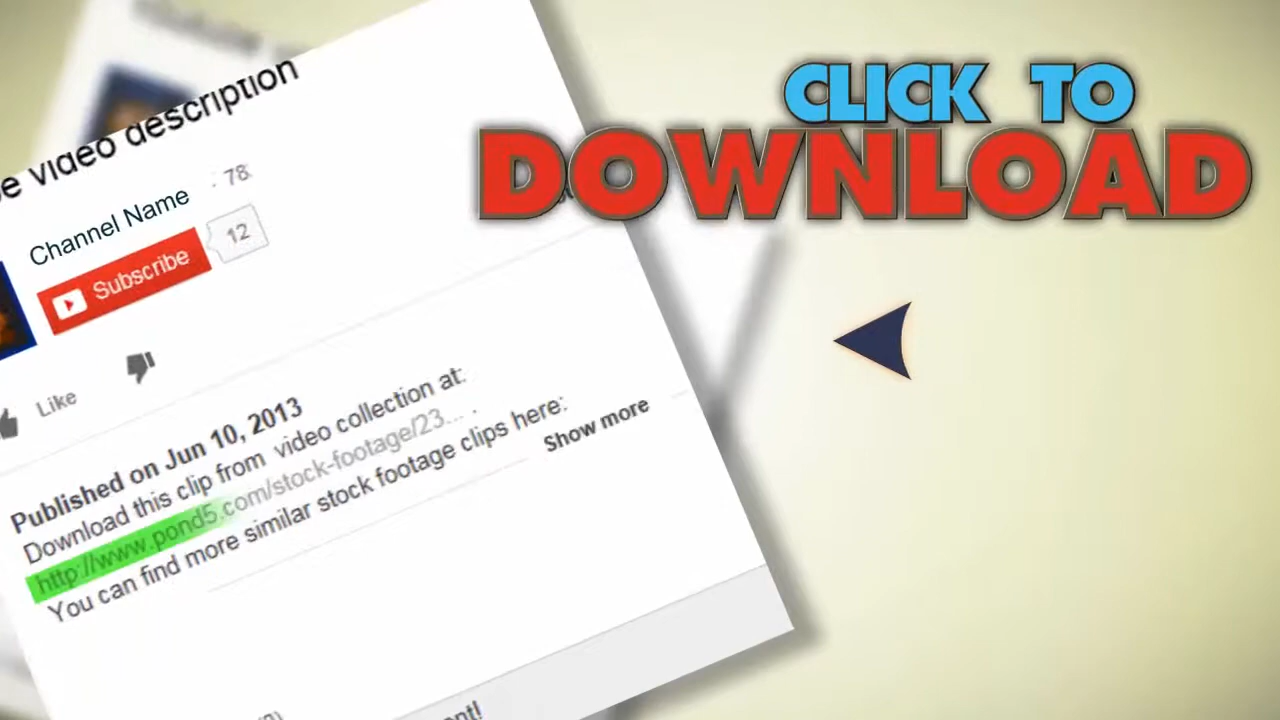 CLICK TO
DOWNLOAD
video description
Channel Name
78
Subscribe
12
Like
Published on Jun 10, 2013
Download this clip from video collection at:
http://www.pond5.com/stock-footage/23...
You can find more similar stock footage clips here:
Show more